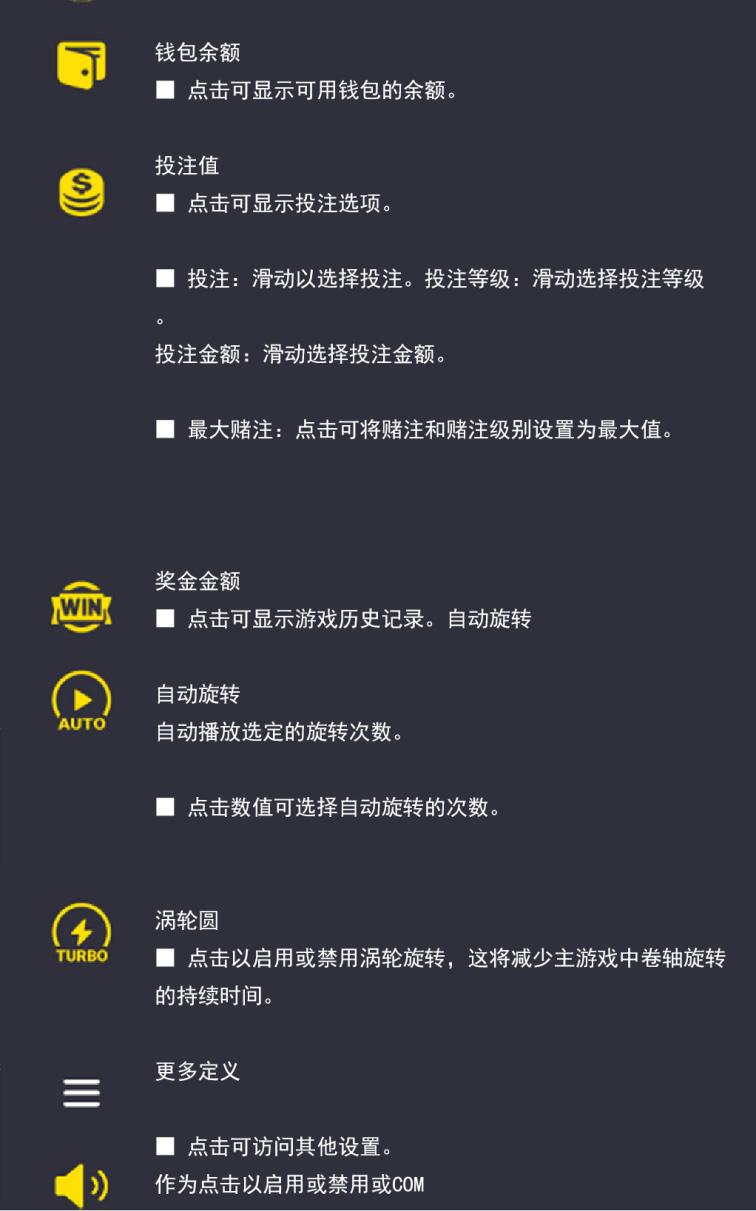 钱包余额
■ 点击可显示可用钱包的余额。
投注值
■ 点击可显示投注选项。
■ 投注：滑动以选择投注。投注等级：滑动选择投注等级
。
投注金额：滑动选择投注金额。
■ 最大赌注：点击可将赌注和赌注级别设置为最大值。
WIN
奖金金额
■ 点击可显示游戏历史记录。自动旋转
AUTO
自动旋转
自动播放选定的旋转次数。
■ 点击数值可选择自动旋转的次数。
TURBO
涡轮圆
■ 点击以启用或禁用涡轮旋转，这将减少主游戏中卷轴旋转
的持续时间。
更多定义
■ 点击可访问其他设置。
作为点击以启用或禁用或COM